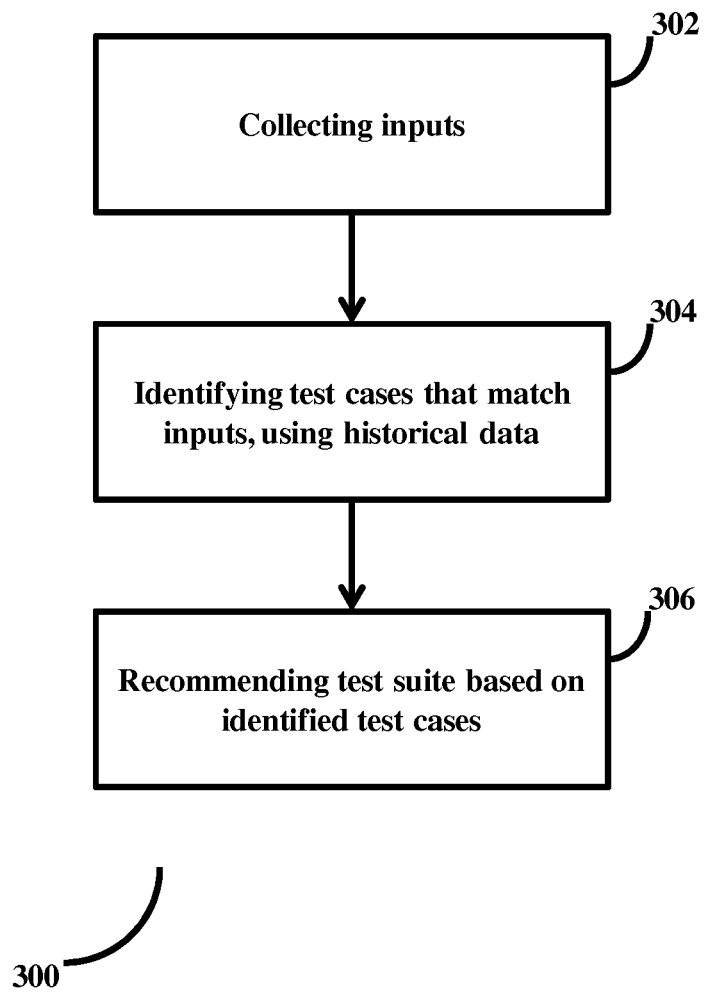 302
Collecting inputs
304
Identifying test cases that match
inputs, using historical data
306
Recommending test suite based on
identified test cases
300